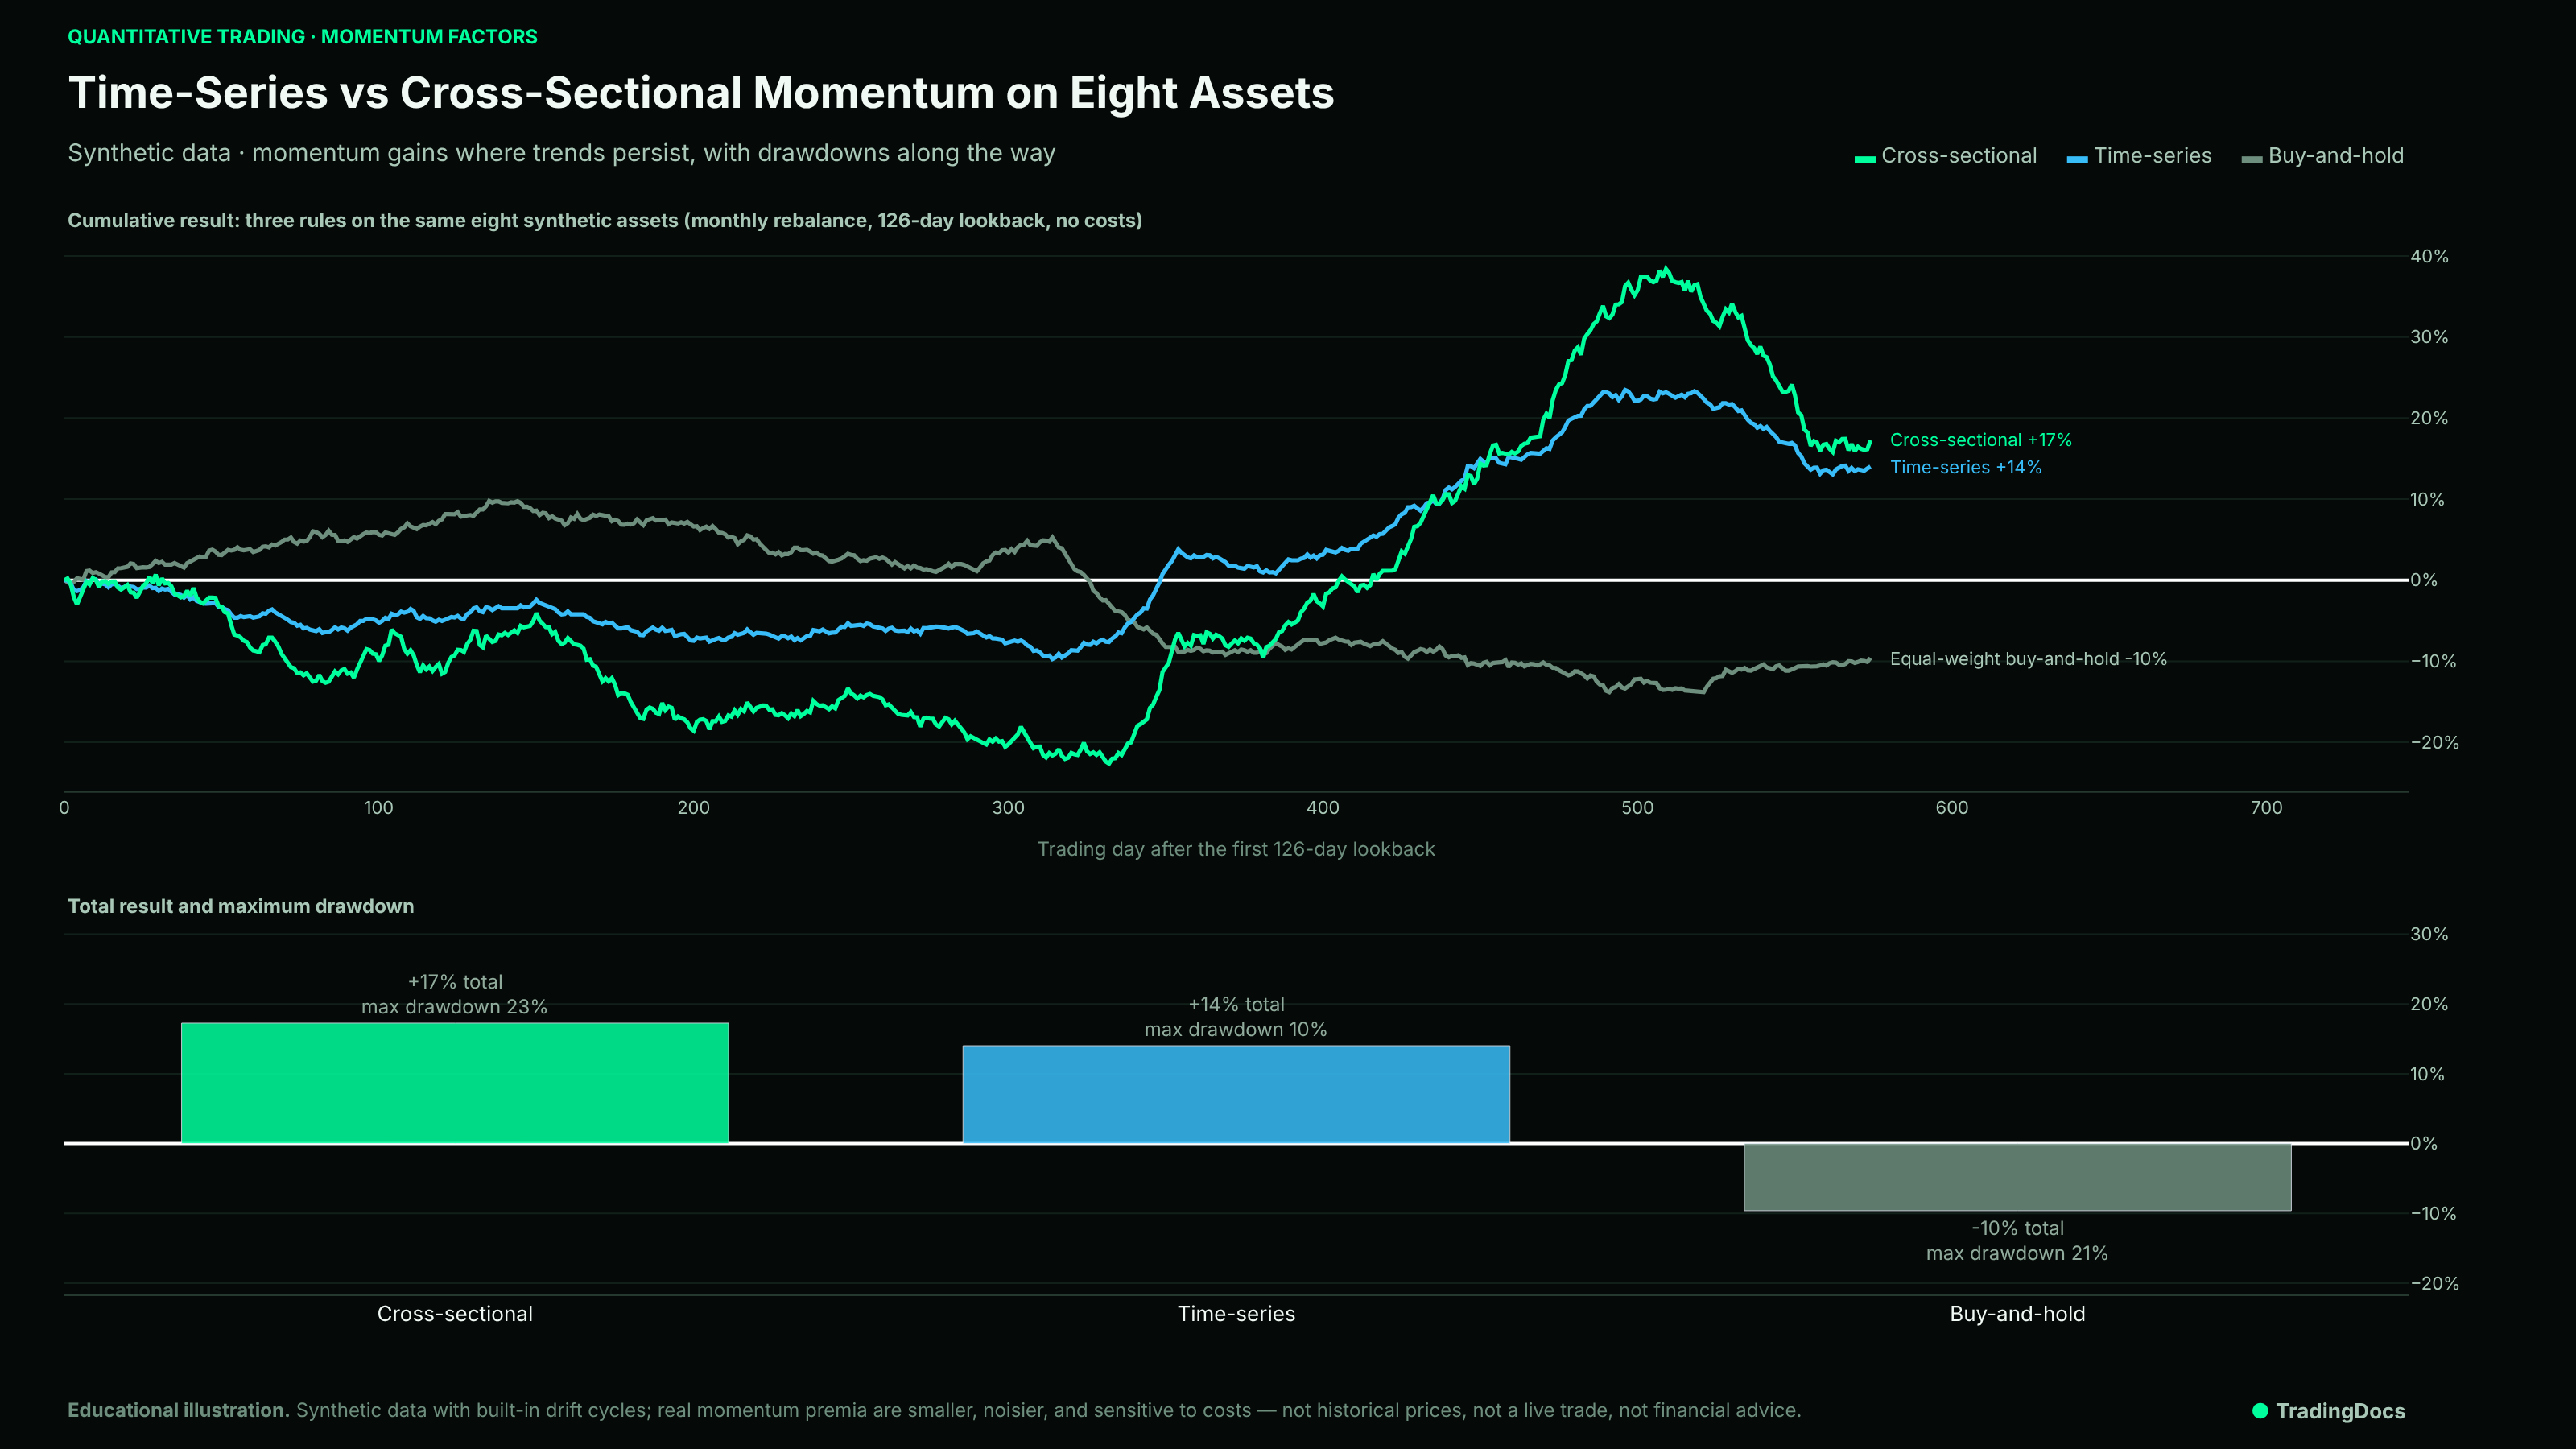 QUANTITATIVE TRADING · MOMENTUM FACTORS
Time-Series vs Cross-Sectional Momentum on Eight Assets
Synthetic data · momentum gains where trends persist, with drawdowns along the way
Cross-sectional
Time-series
Buy-and-hold
Cumulative result: three rules on the same eight synthetic assets (monthly rebalance, 126-day lookback, no costs)
40%
30%
20%
Cross-sectional +17%
Time-series +14%
10%
0%
Equal-weight buy-and-hold -10%
−10%
−20%
0
100
200
300
400
500
600
700
Trading day after the first 126-day lookback
Total result and maximum drawdown
30%
+17% total
max drawdown 23%
+14% total
max drawdown 10%
20%
10%
0%
−10%
-10% total
max drawdown 21%
−20%
Cross-sectional
Time-series
Buy-and-hold
Educational illustration. Synthetic data with built-in drift cycles; real momentum premia are smaller, noisier, and sensitive to costs — not historical prices, not a live trade, not financial advice.
TradingDocs